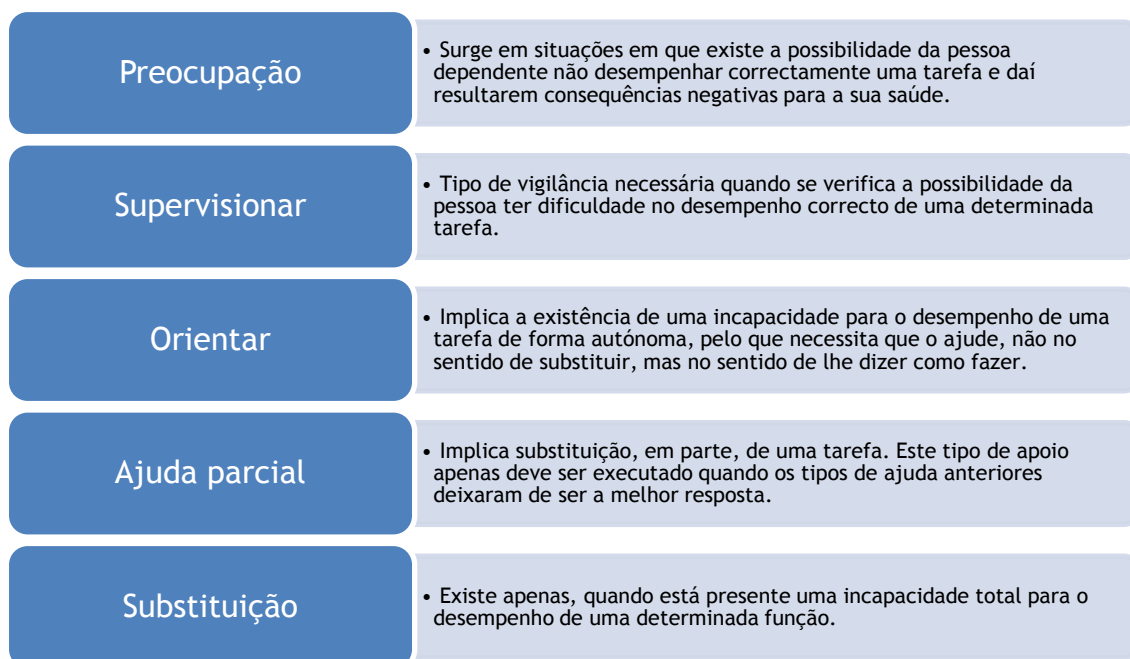 Preocupação
• Surge em situações em que existe a possibilidade da pessoa
dependente não desempenhar correctamente uma tarefa e daí
resultarem consequências negativas para a sua saúde.
Supervisionar
• Tipo de vigilância necessária quando se verifica a possibilidade da
pessoa ter dificuldade no desempenho correcto de uma determinada
tarefa.
Orientar
• Implica a existência de uma incapacidade para o desempenho de uma
tarefa de forma autónoma, pelo que necessita que o ajude, não no
sentido de substituir, mas no sentido de lhe dizer como fazer.
Ajuda parcial
• Implica substituição, em parte, de uma tarefa. Este tipo de apoio
apenas deve ser executado quando os tipos de ajuda anteriores
deixaram de ser a melhor resposta.
Substituição
• Existe apenas, quando está presente uma incapacidade total para o
desempenho de uma determinada função.